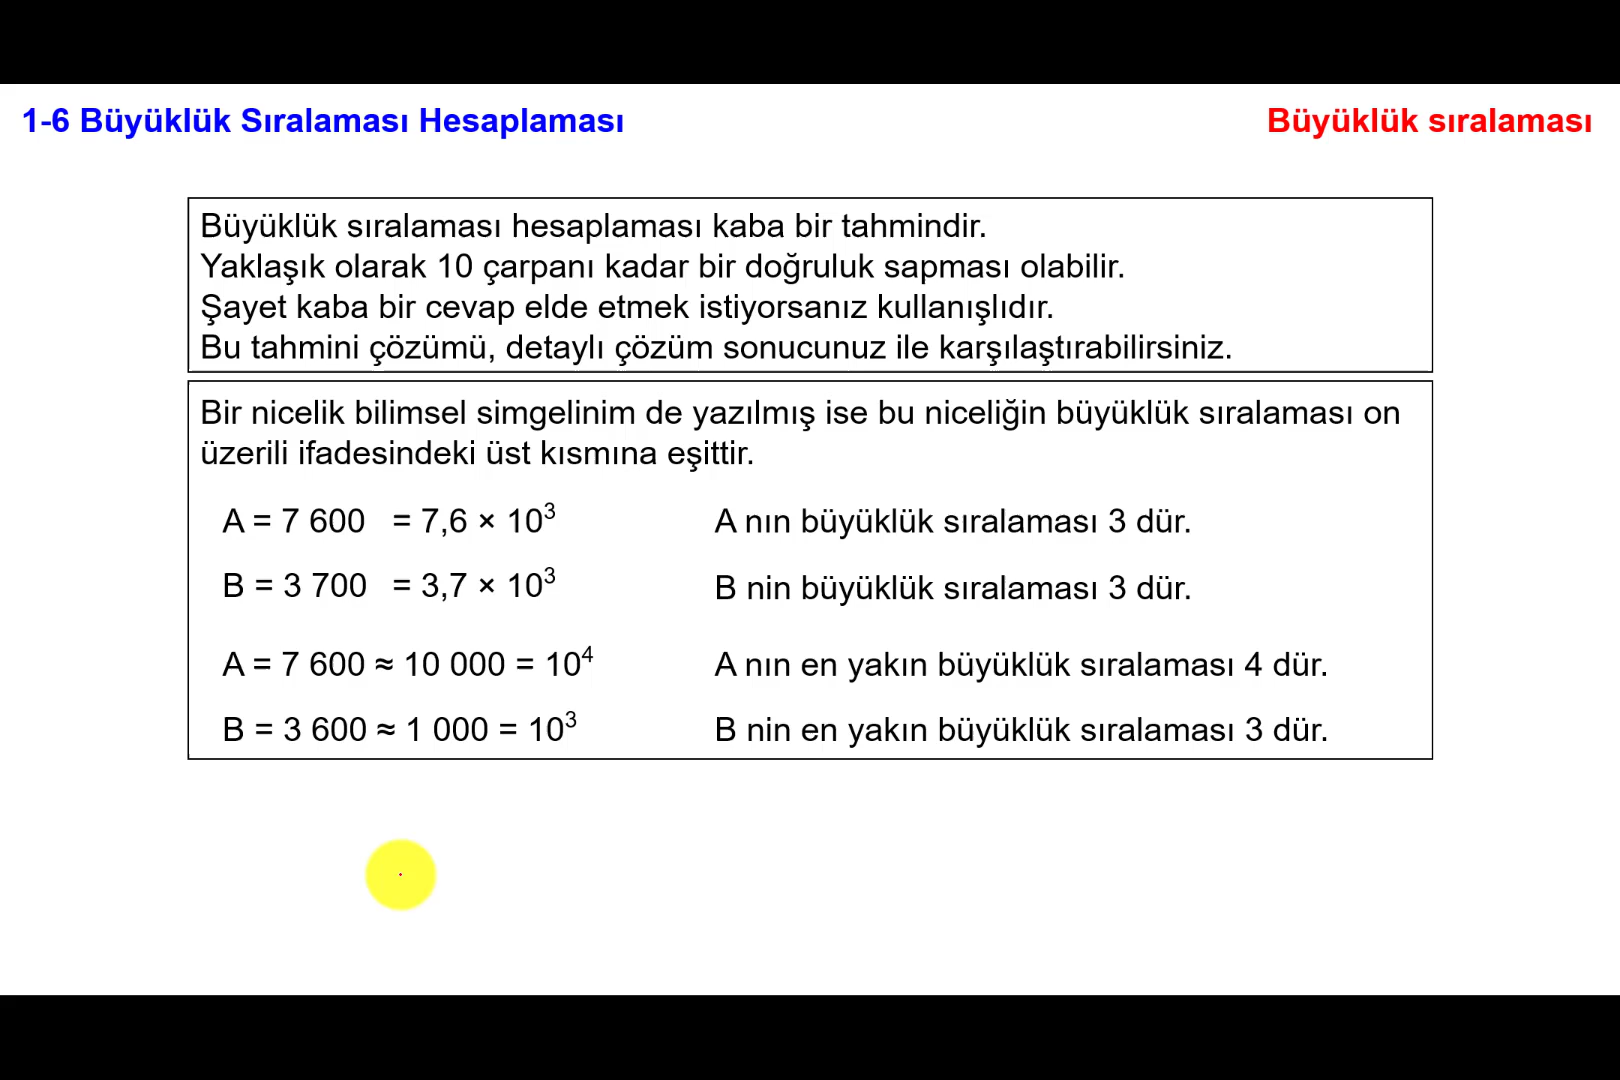 1-6 Büyüklük Sıralaması Hesaplaması
Büyüklük sıralaması
Büyüklük sıralaması hesaplaması kaba bir tahmindir.
Yaklaşık olarak 10 çarpanı kadar bir doğruluk sapması olabilir.
Şayet kaba bir cevap elde etmek istiyorsanız kullanışlıdır.
Bu tahmini çözümü, detaylı çözüm sonucunuz ile karşılaştırabilirsiniz.
Bir nicelik bilimsel simgelinim de yazılmış ise bu niceliğin büyüklük sıralaması on
üzerili ifadesindeki üst kısmına eşittir.
A = 7 600 = 7,6 × 10³ A nın büyüklük sıralaması 3 dür.
B = 3 700 = 3,7 × 10³ B nin büyüklük sıralaması 3 dür.
A = 7 600 ≈ 10 000 = 10⁴ A nın en yakın büyüklük sıralaması 4 dür.
B = 3 600 ≈ 1 000 = 10³ B nin en yakın büyüklük sıralaması 3 dür.